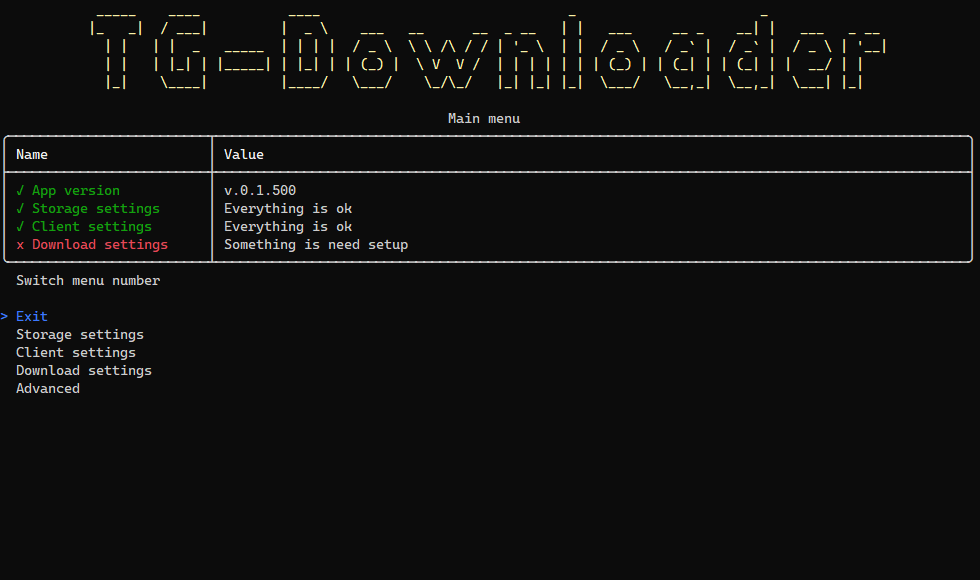 TG-Downloader
Main menu
Name Value
√ App version v.0.1.500
√ Storage settings Everything is ok
√ Client settings Everything is ok
x Download settings Something is need setup
Switch menu number
> Exit
Storage settings
Client settings
Download settings
Advanced